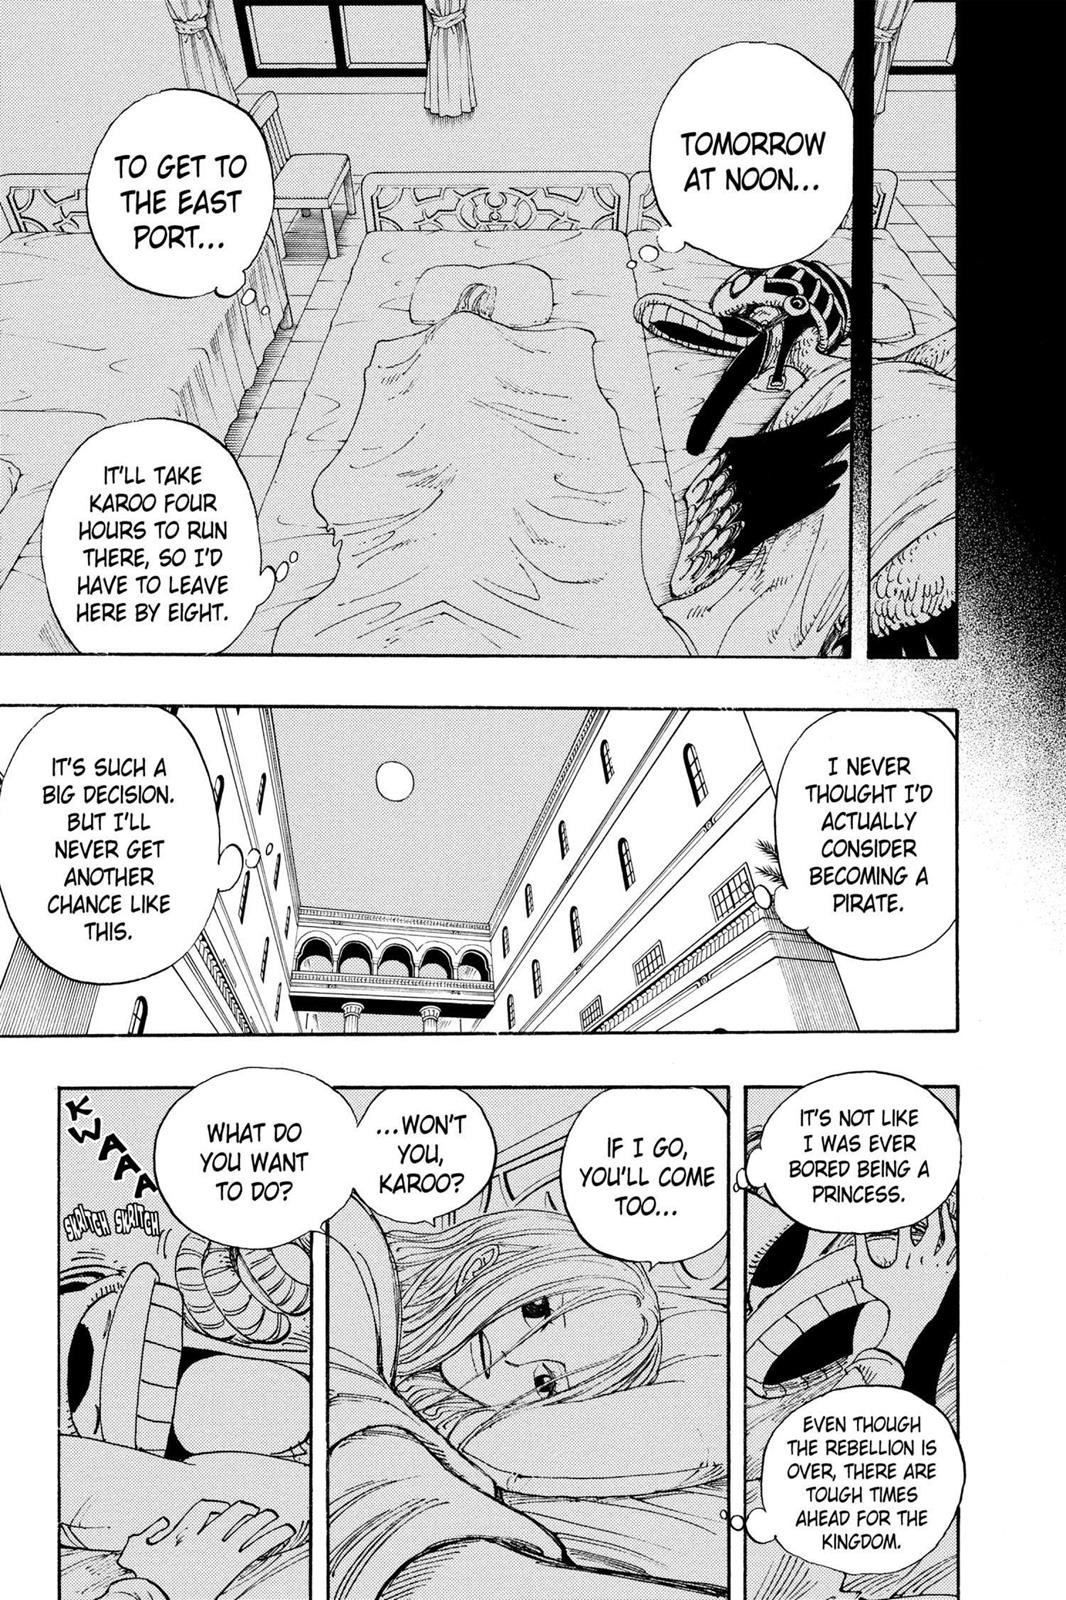 TOMORROW
AT NOON...
TO GET TO
THE EAST
PORT...
IT'LL TAKE
KAROO FOUR
HOURS TO RUN
THERE, SO I'D
HAVE TO LEAVE
HERE BY EIGHT.
I NEVER
THOUGHT I'D
ACTUALLY
CONSIDER
BECOMING A
PIRATE.
IT'S SUCH A
BIG DECISION.
BUT I'LL
NEVER GET
ANOTHER
CHANCE LIKE
THIS.
IT'S NOT LIKE
I WAS EVER
BORED BEING A
PRINCESS.
EVEN THOUGH
THE REBELLION IS
OVER, THERE ARE
TOUGH TIMES
AHEAD FOR THE
KINGDOM.
IF I GO,
YOU'LL COME
TOO...
...WON'T
YOU,
KAROO?
WHAT DO
YOU WANT
TO DO?
KWAAA
SKRITCH SKRITCH